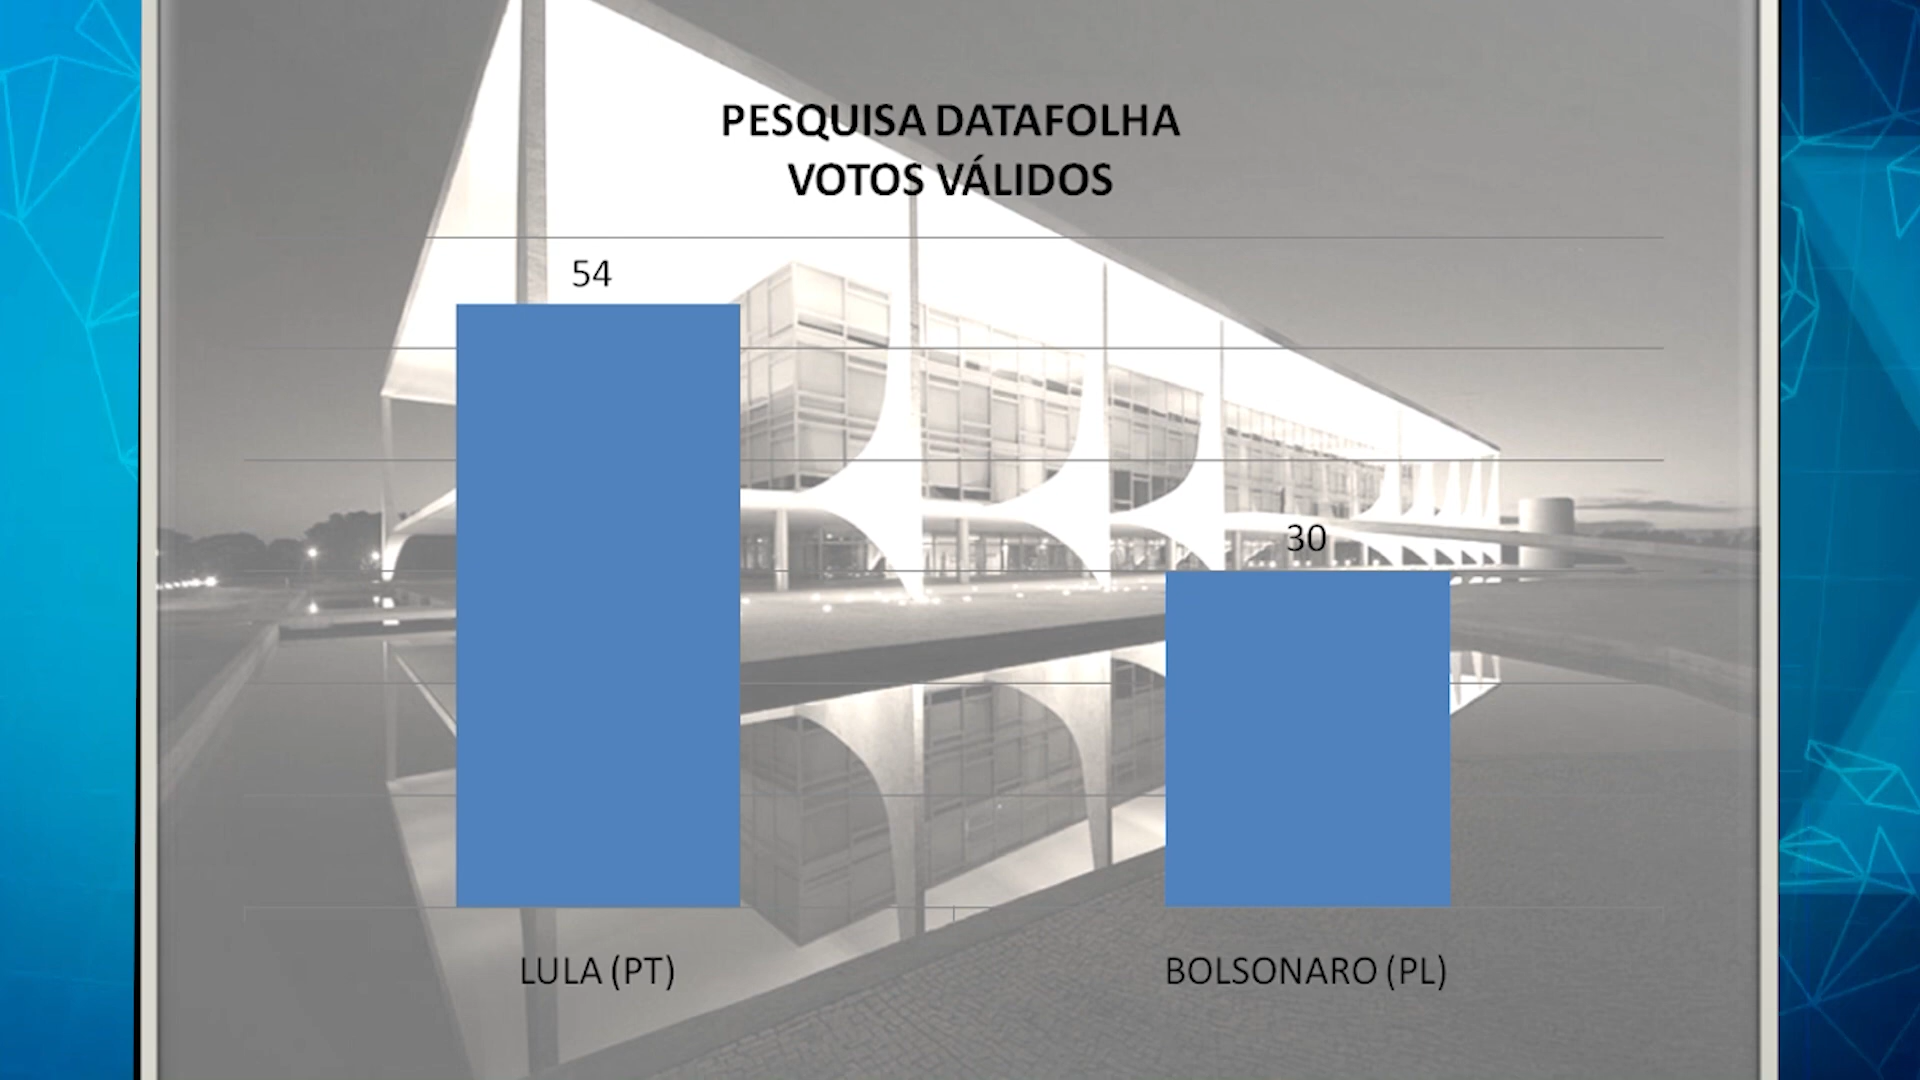 PESQUISA DATAFOLHA
VOTOS VÁLIDOS
54
30
LULA (PT)
BOLSONARO (PL)